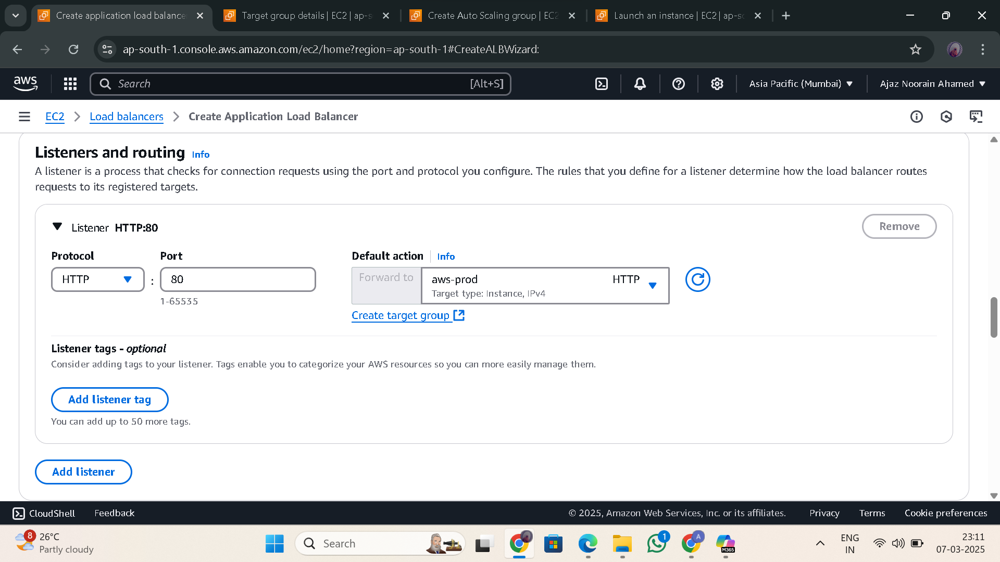 Create application load balance
Target group details | EC2 | ap-s
Create Auto Scaling group | EC2
Launch an instance | EC2 | ap-so
ap-south-1.console.aws.amazon.com/ec2/home?region=ap-south-1#CreateALBWizard:
aws
Search
[Alt+S]
Asia Pacific (Mumbai)
Ajaz Noorain Ahamed
EC2
Load balancers
Create Application Load Balancer
Listeners and routing Info
A listener is a process that checks for connection requests using the port and protocol you configure. The rules that you define for a listener determine how the load balancer routes
requests to its registered targets.
Listener HTTP:80
Remove
Protocol
Port
Default action
Info
HTTP
:
80
1-65535
Forward to
aws-prod
HTTP
Target type: Instance, IPv4
Create target group
Listener tags - optional
Consider adding tags to your listener. Tags enable you to categorize your AWS resources so you can more easily manage them.
Add listener tag
You can add up to 50 more tags.
Add listener
CloudShell
Feedback
© 2025, Amazon Web Services, Inc. or its affiliates.
Privacy
Terms
Cookie preferences
8
26°C
Partly cloudy
Search
1
A
M365
ENG
IN
23:11
07-03-2025